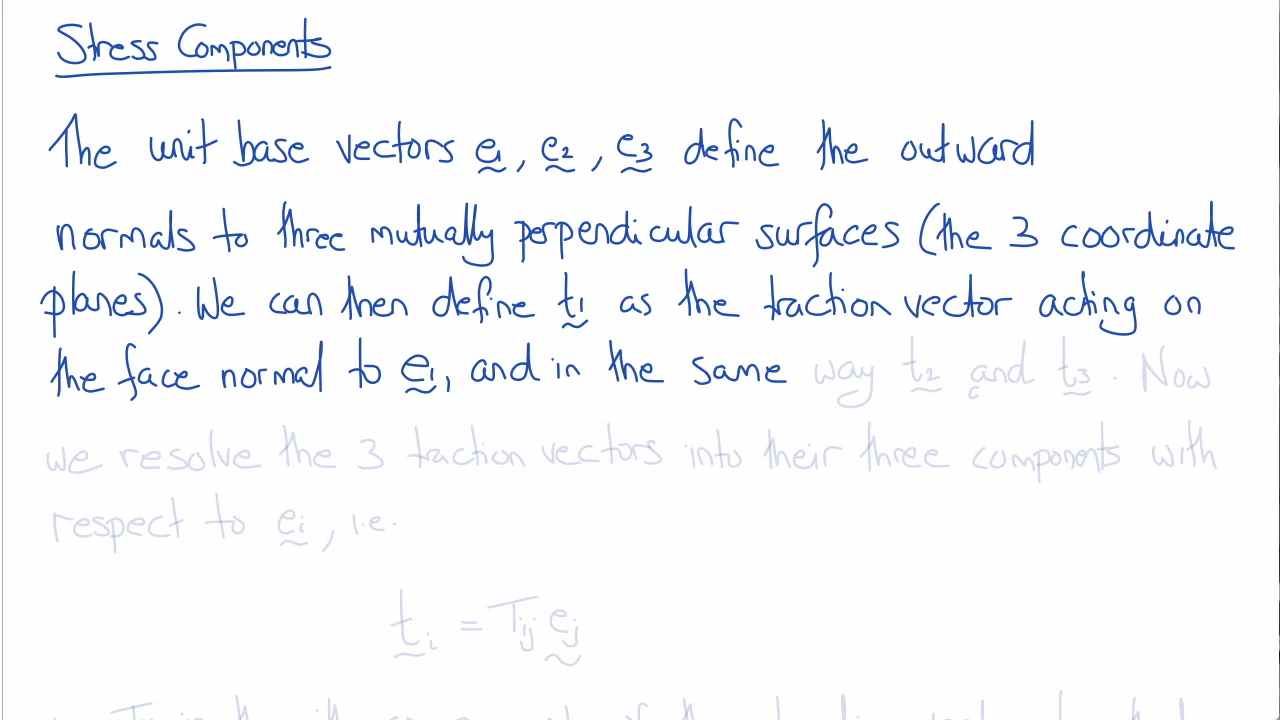 Stress Components
The unit base vectors e1, e2, e3 define the outward
normals to three mutually perpendicular surfaces (the 3 coordinate
planes). We can then define t1 as the traction vector acting on
the face normal to e1, and in the same way t2 and t3. Now
we resolve the 3 traction vectors into their three components with
respect to ei, i.e.
ti = Tij ej